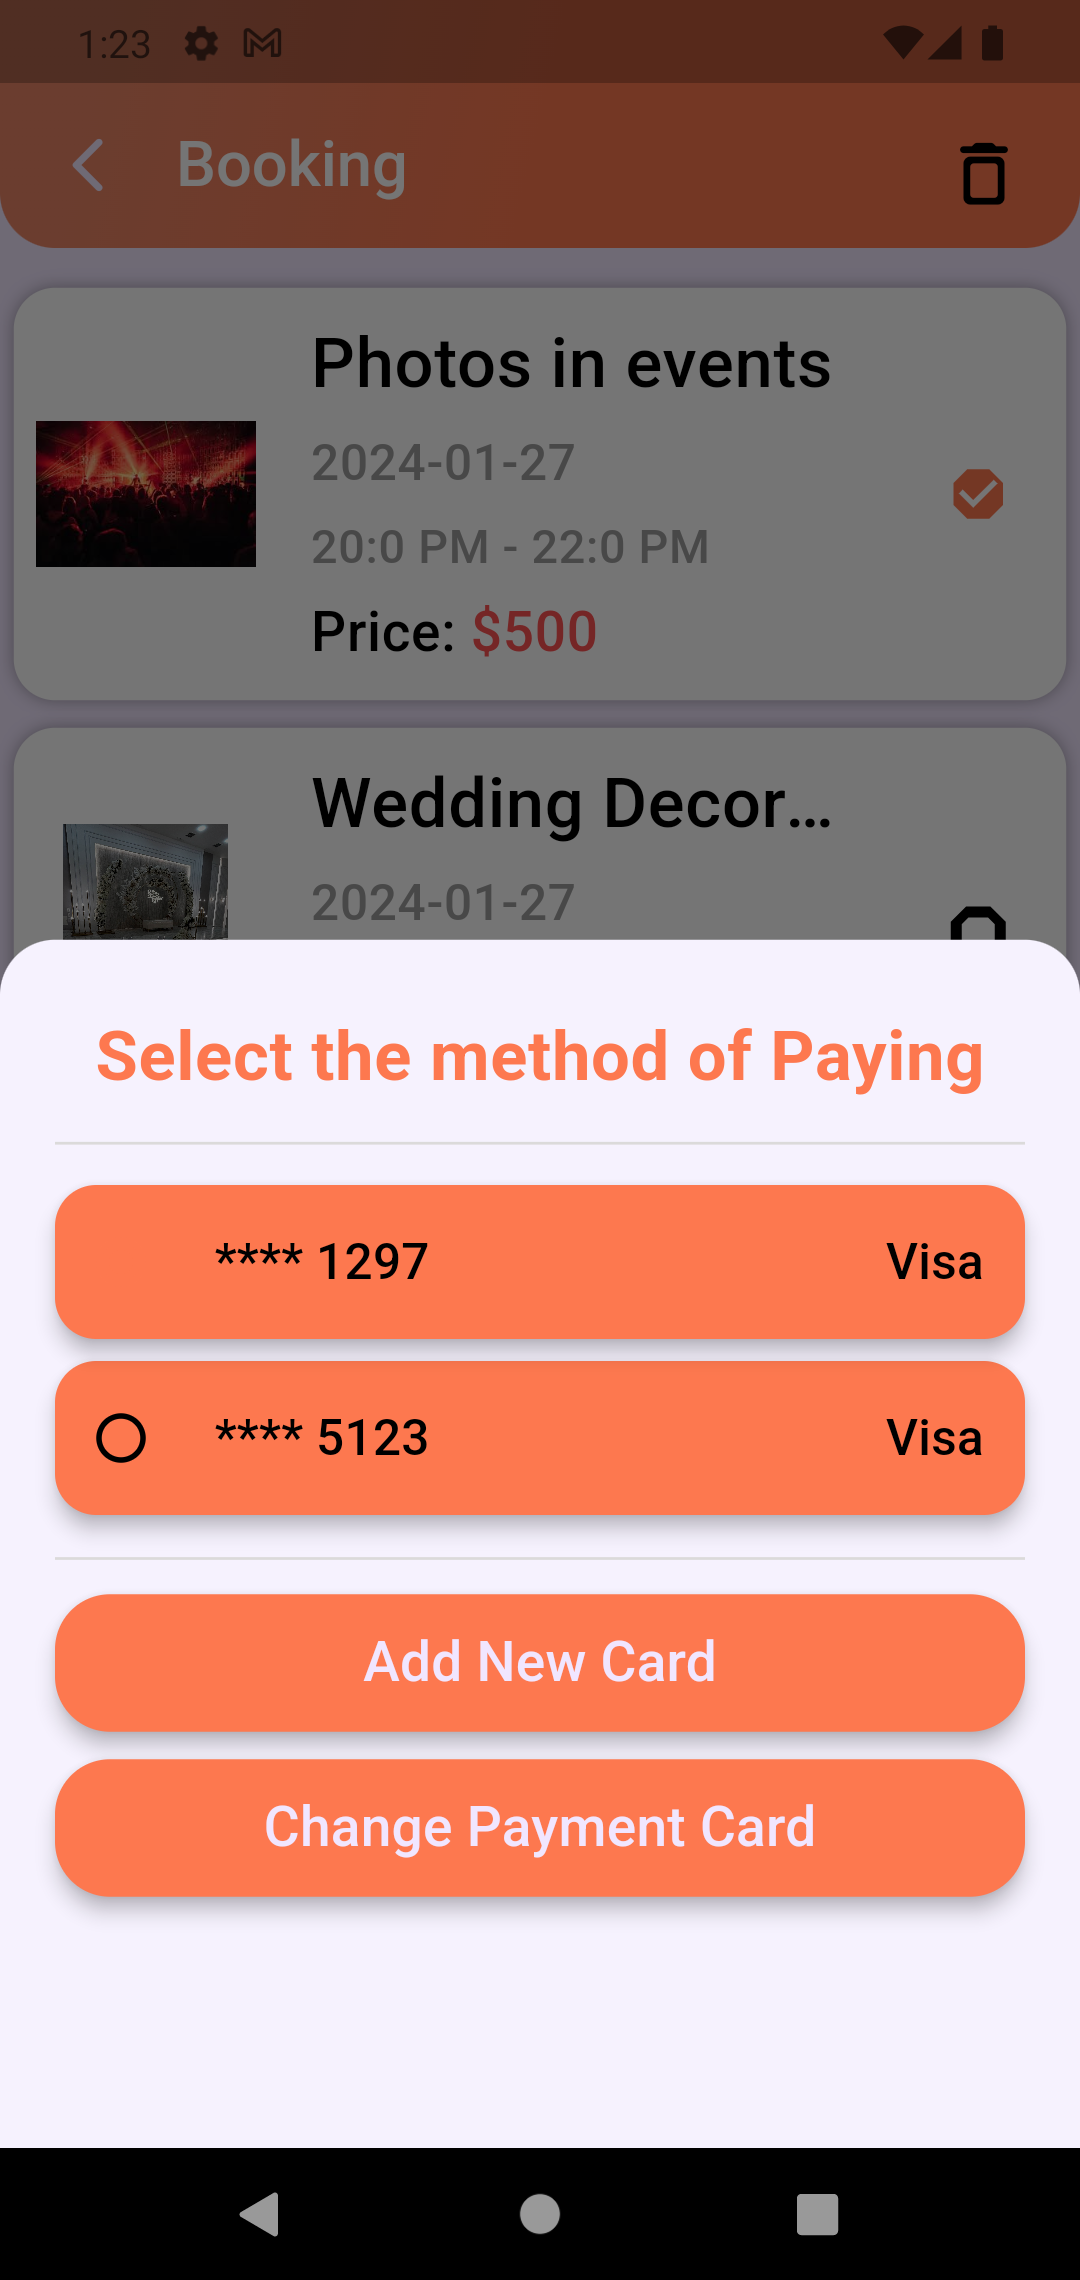 1:23
Booking
Photos in events
2024-01-27
20:0 PM - 22:0 PM
Price: $500
Wedding Decor...
2024-01-27
Select the method of Paying
**** 1297 Visa
**** 5123 Visa
Add New Card
Change Payment Card